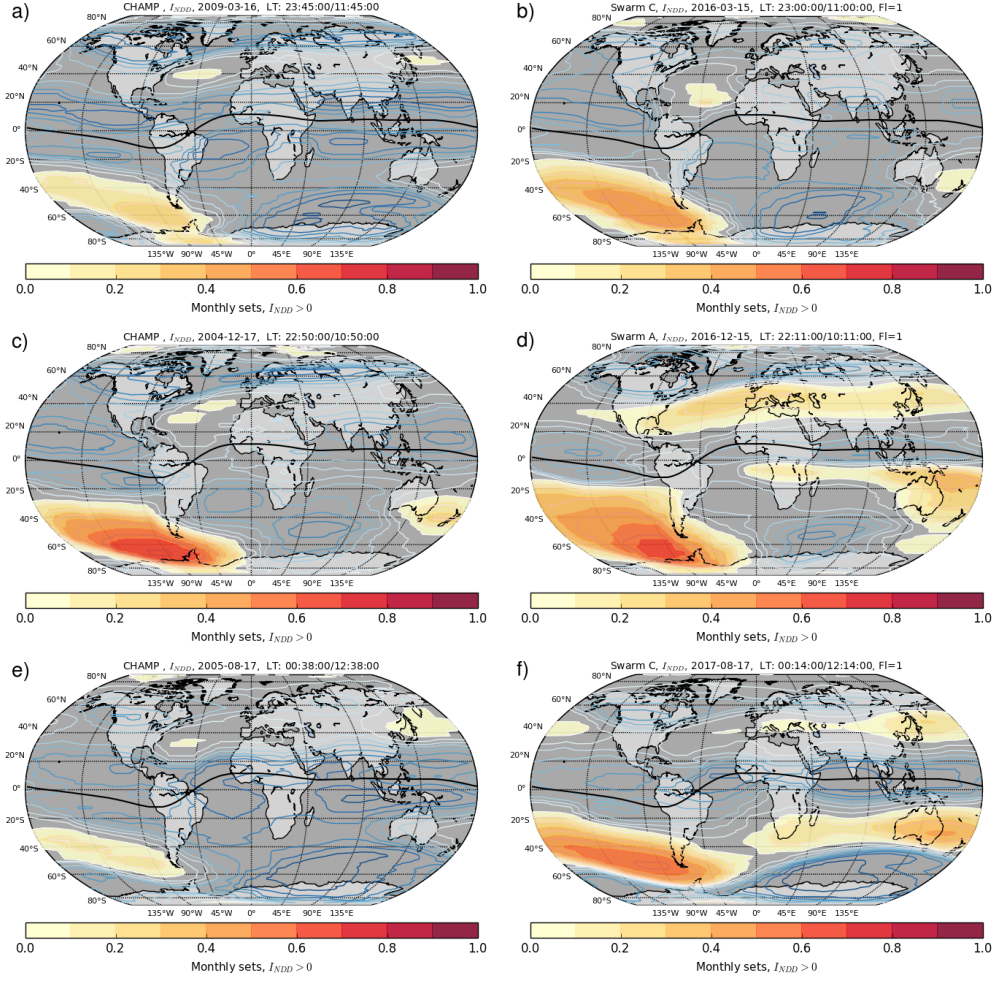 a)
CHAMP , I_NDD, 2009-03-16, LT: 23:45:00/11:45:00
80°N
60°N
40°N
20°N
0°
20°S
40°S
60°S
80°S
135°W 90°W 45°W 0° 45°E 90°E 135°E
0.0 0.2 0.4 0.6 0.8 1.0
Monthly sets, I_NDD > 0
b)
Swarm C, I_NDD, 2016-03-15, LT: 23:00:00/11:00:00, Fl=1
80°N
60°N
40°N
20°N
0°
20°S
40°S
60°S
80°S
135°W 90°W 45°W 0° 45°E 90°E 135°E
0.0 0.2 0.4 0.6 0.8 1.0
Monthly sets, I_NDD > 0
c)
CHAMP , I_NDD, 2004-12-17, LT: 22:50:00/10:50:00
80°N
60°N
40°N
20°N
0°
20°S
40°S
60°S
80°S
135°W 90°W 45°W 0° 45°E 90°E 135°E
0.0 0.2 0.4 0.6 0.8 1.0
Monthly sets, I_NDD > 0
d)
Swarm A, I_NDD, 2016-12-15, LT: 22:11:00/10:11:00, Fl=1
80°N
60°N
40°N
20°N
0°
20°S
40°S
60°S
80°S
135°W 90°W 45°W 0° 45°E 90°E 135°E
0.0 0.2 0.4 0.6 0.8 1.0
Monthly sets, I_NDD > 0
e)
CHAMP , I_NDD, 2005-08-17, LT: 00:38:00/12:38:00
80°N
60°N
40°N
20°N
0°
20°S
40°S
60°S
80°S
135°W 90°W 45°W 0° 45°E 90°E 135°E
0.0 0.2 0.4 0.6 0.8 1.0
Monthly sets, I_NDD > 0
f)
Swarm C, I_NDD, 2017-08-17, LT: 00:14:00/12:14:00, Fl=1
80°N
60°N
40°N
20°N
0°
20°S
40°S
60°S
80°S
135°W 90°W 45°W 0° 45°E 90°E 135°E
0.0 0.2 0.4 0.6 0.8 1.0
Monthly sets, I_NDD > 0